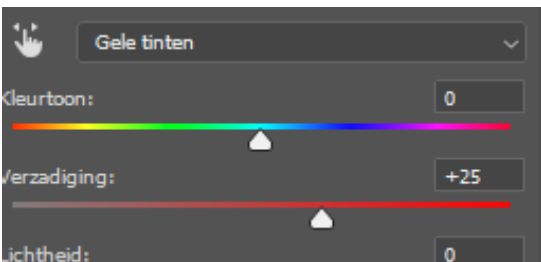 Gele tinten
Kleurtoon: 0
Verzadiging: +25
Lichtheid: 0